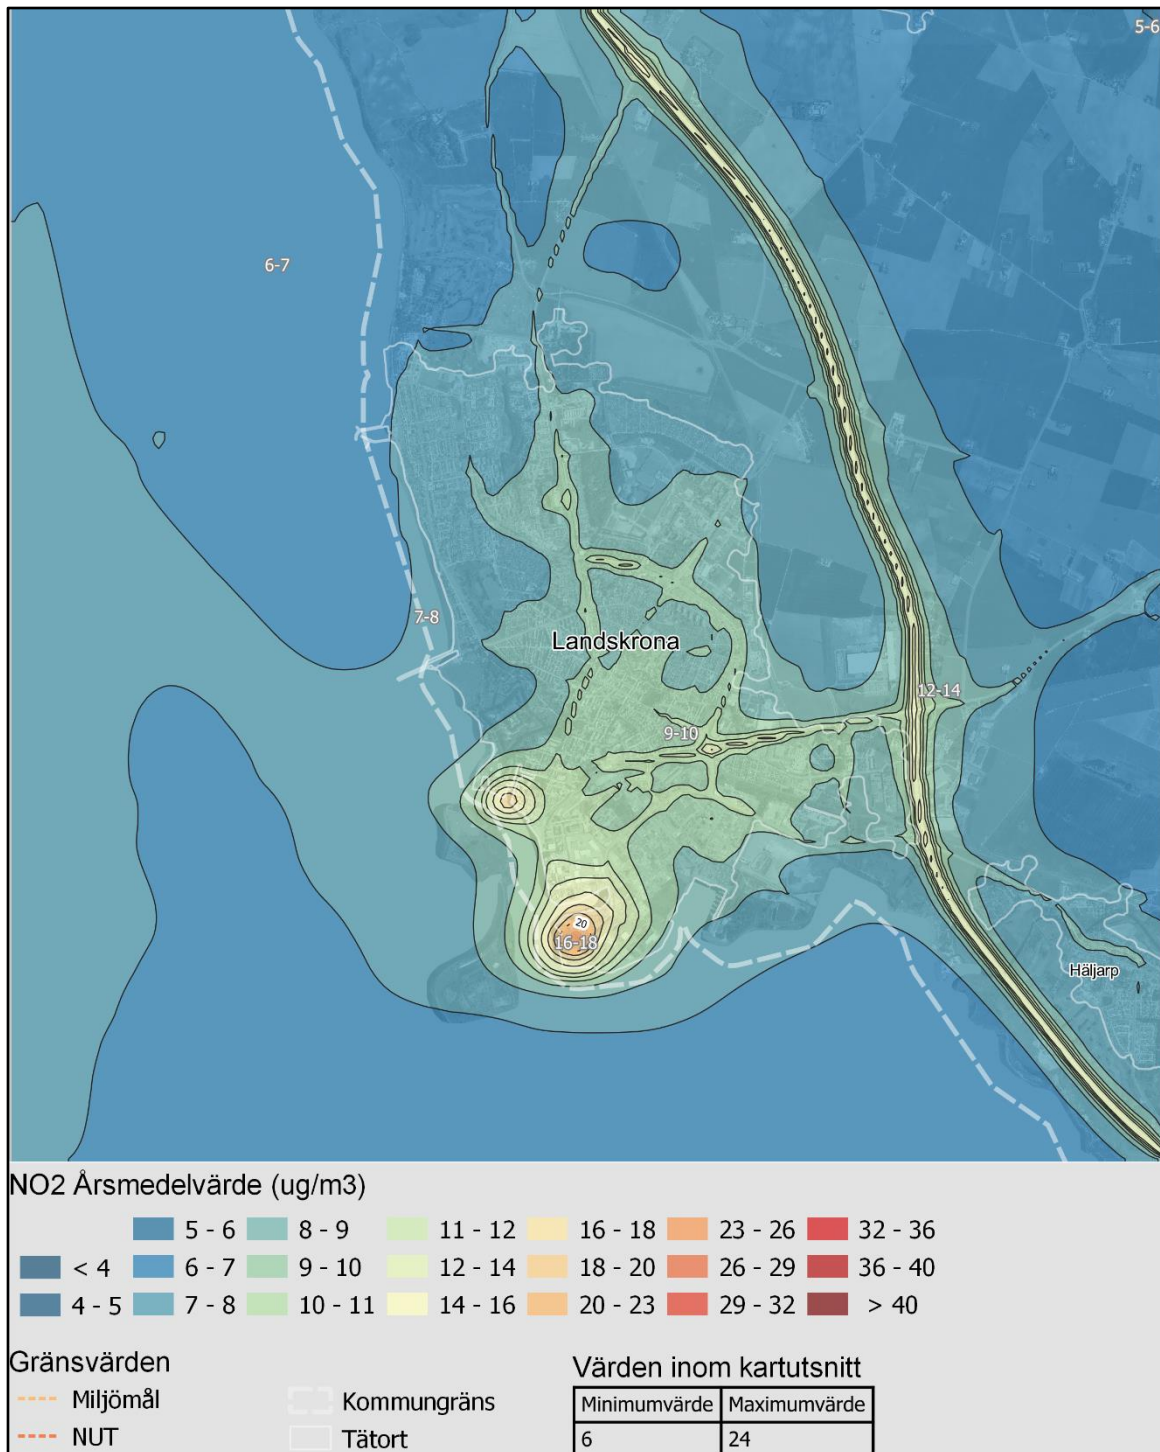 5-6
6-7
7-8
Landskrona
12-14
9-10
20
16-18
Häljarp
NO2 Årsmedelvärde (ug/m3)
5 - 6 8 - 9 11 - 12 16 - 18 23 - 26 32 - 36
< 4 6 - 7 9 - 10 12 - 14 18 - 20 26 - 29 36 - 40
4 - 5 7 - 8 10 - 11 14 - 16 20 - 23 29 - 32 > 40
Gränsvärden
Miljömål
NUT
Kommungräns
Tätort
Värden inom kartutsnitt
Minimumvärde Maximumvärde
6 24